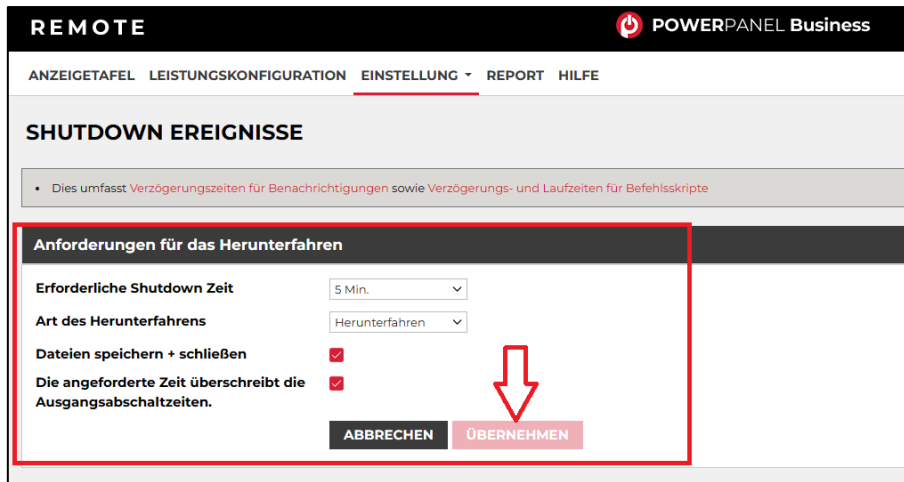 REMOTE
POWERPANEL Business
ANZEIGETAFEL LEISTUNGSKONFIGURATION EINSTELLUNG REPORT HILFE
SHUTDOWN EREIGNISSE
• Dies umfasst Verzögerungszeiten für Benachrichtigungen sowie Verzögerungs- und Laufzeiten für Befehlsskripte
Anforderungen für das Herunterfahren
Erforderliche Shutdown Zeit 5 Min.
Art des Herunterfahrens Herunterfahren
Dateien speichern + schließen
Die angeforderte Zeit überschreibt die
Ausgangsabschaltzeiten.
ABBRECHEN ÜBERNEHMEN